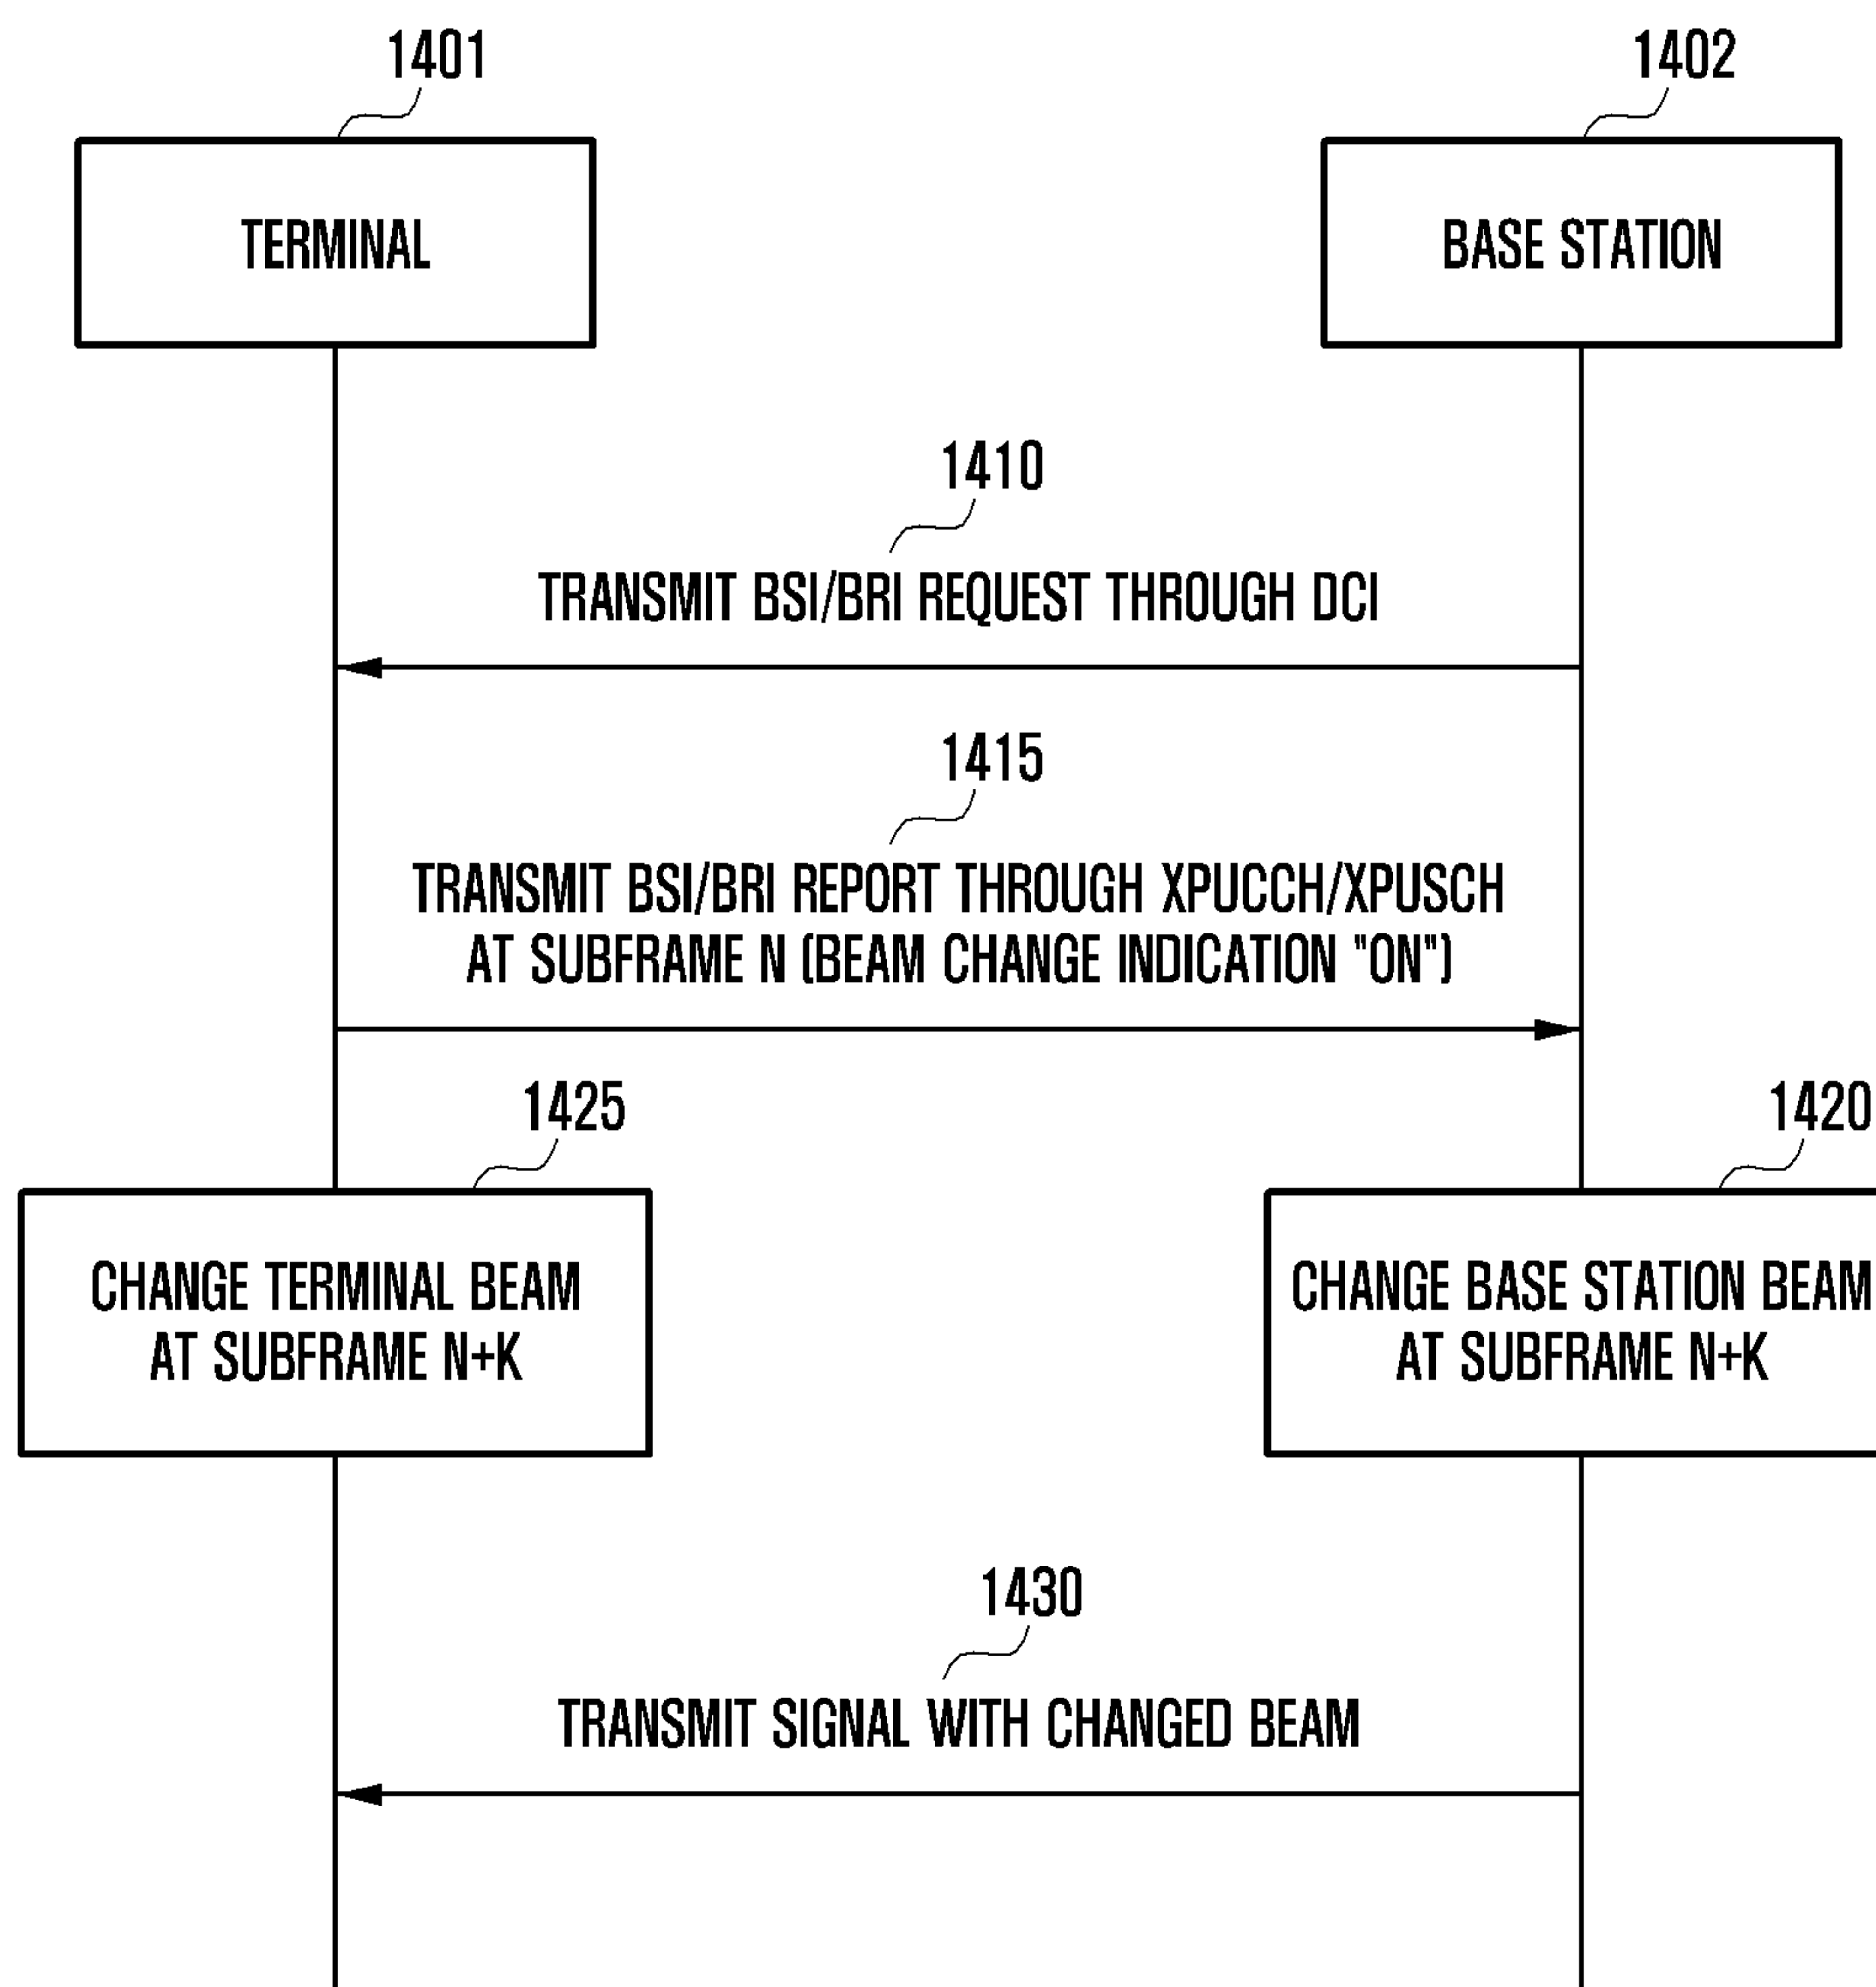 1401
1402
TERMINAL
BASE STATION
1410
TRANSMIT BSI/BRI REQUEST THROUGH DCI
1415
TRANSMIT BSI/BRI REPORT THROUGH XPUCCH/XPUSCH
AT SUBFRAME N (BEAM CHANGE INDICATION "ON")
1425
1420
CHANGE TERMINAL BEAM
AT SUBFRAME N+K
CHANGE BASE STATION BEAM
AT SUBFRAME N+K
1430
TRANSMIT SIGNAL WITH CHANGED BEAM